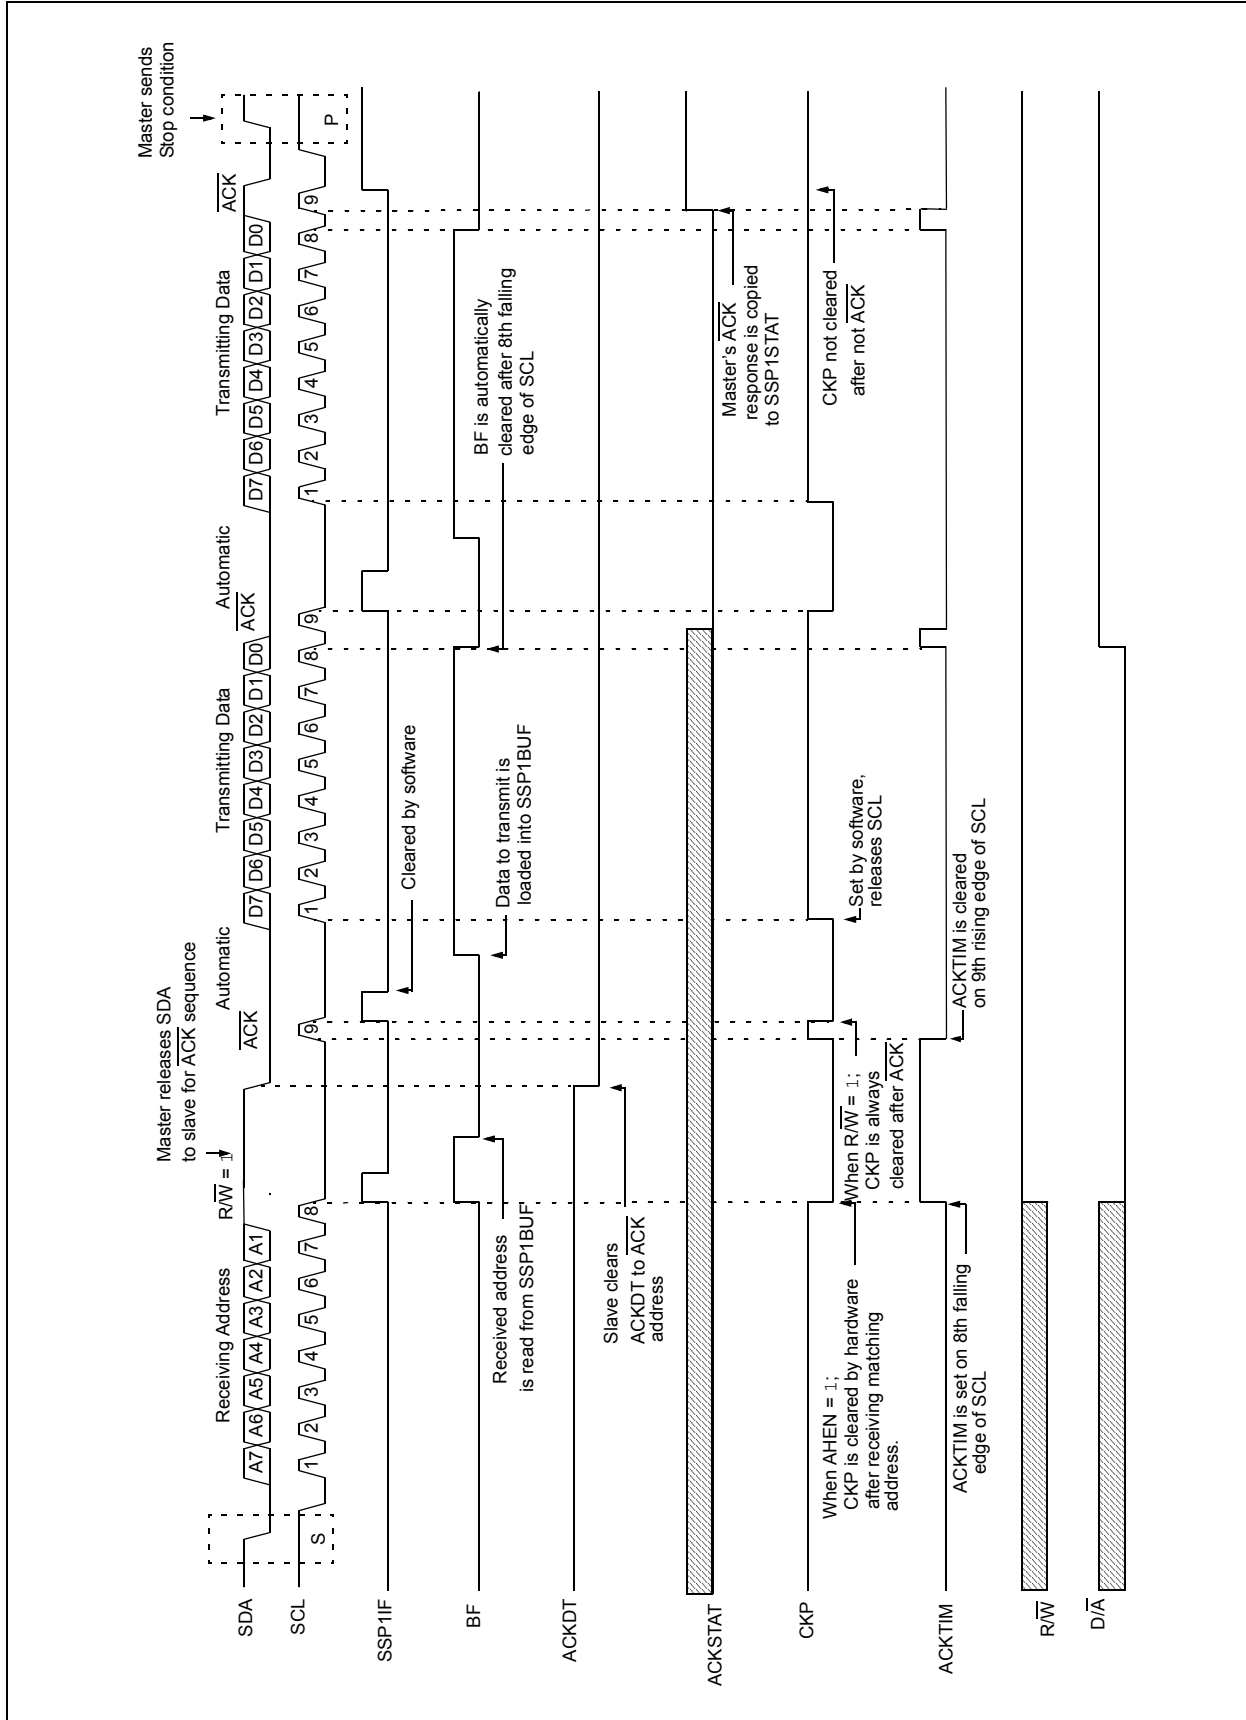 Master sends
Stop condition
Master releases SDA
to slave for ACK sequence
Receiving Address
R/W = 1
ACK
Automatic
Transmitting Data
ACK
Automatic
Transmitting Data
ACK
SDA
A7 A6 A5 A4 A3 A2 A1
D7 D6 D5 D4 D3 D2 D1 D0
D7 D6 D5 D4 D3 D2 D1 D0
SCL
S
1 2 3 4 5 6 7 8 9
1 2 3 4 5 6 7 8 9
1 2 3 4 5 6 7 8 9
P
SSP1IF
Cleared by software
BF
Received address
is read from SSP1BUF
Data to transmit is
loaded into SSP1BUF
BF is automatically
cleared after 8th falling
edge of SCL
ACKDT
Slave clears
ACKDT to ACK
address
ACKSTAT
Master's ACK
response is copied
to SSP1STAT
CKP
When AHEN = 1;
CKP is cleared by hardware
after receiving matching
address.
When R/W = 1;
CKP is always
cleared after ACK
Set by software,
releases SCL
CKP not cleared
after not ACK
ACKTIM
ACKTIM is set on 8th falling
edge of SCL
ACKTIM is cleared
on 9th rising edge of SCL
R/W
D/A